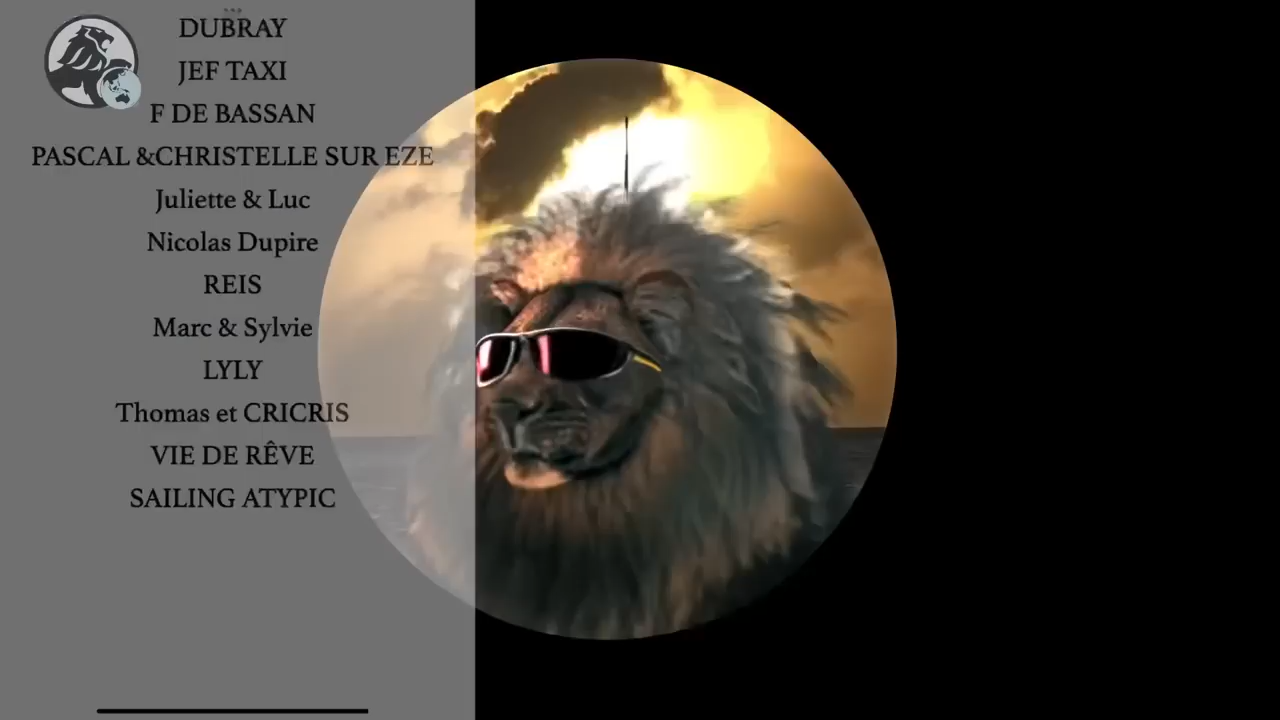 DUBRAY
JEF TAXI
F DE BASSAN
PASCAL &CHRISTELLE SUR EZE
Juliette & Luc
Nicolas Dupire
REIS
Marc & Sylvie
LYLY
Thomas et CRICRIS
VIE DE RÊVE
SAILING ATYPIC